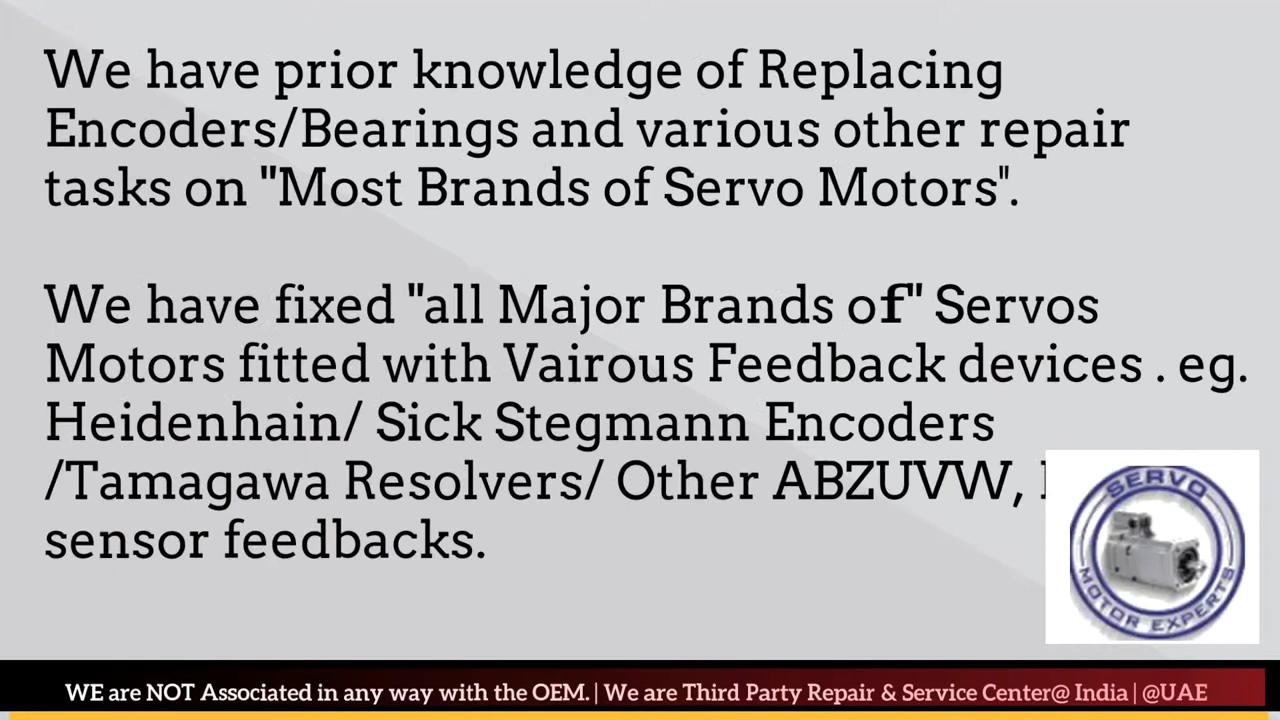 We have prior knowledge of Replacing
Encoders/Bearings and various other repair
tasks on "Most Brands of Servo Motors".
We have fixed "all Major Brands of" Servos
Motors fitted with Vairous Feedback devices . eg.
Heidenhain/ Sick Stegmann Encoders
/Tamagawa Resolvers/ Other ABZUVW,
sensor feedbacks.
SERVO
MOTOR EXPERTS
WE are NOT Associated in any way with the OEM. | We are Third Party Repair & Service Center@ India | @UAE